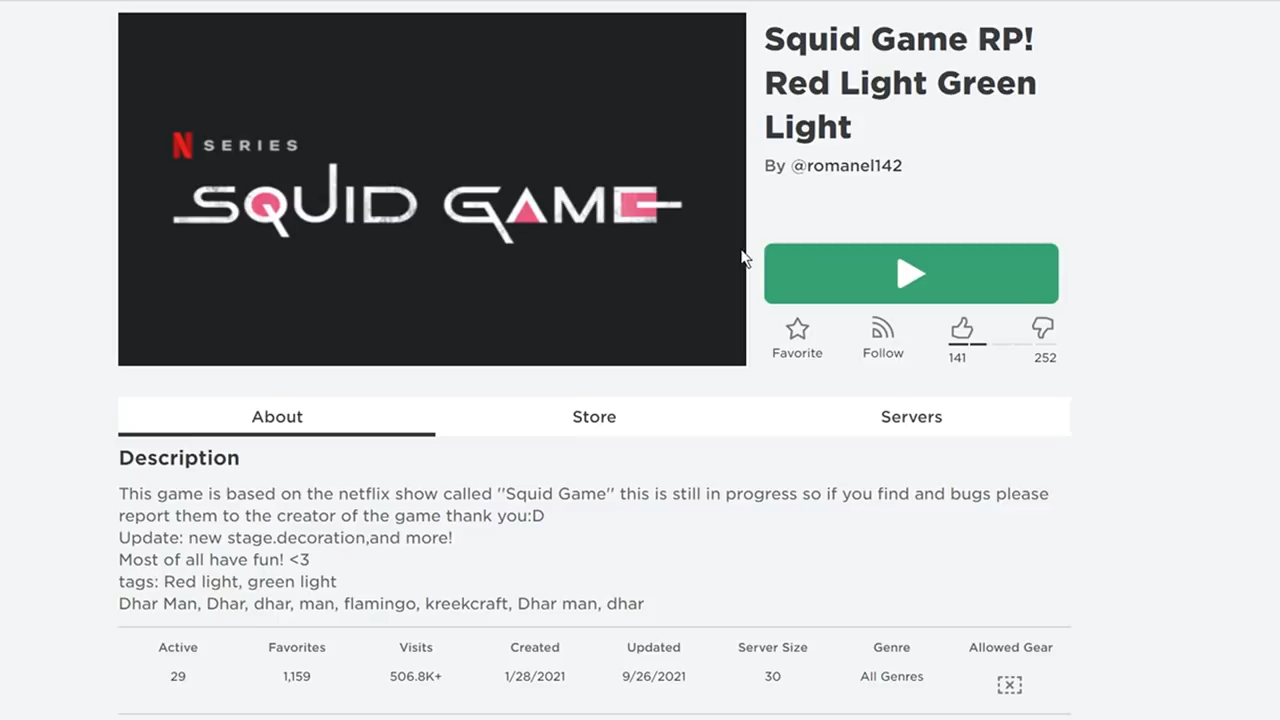 N SERIES
SQUID GAME
Squid Game RP!
Red Light Green
Light
By @romanel142
Favorite
Follow
141
252
About
Store
Servers
Description
This game is based on the netflix show called "Squid Game" this is still in progress so if you find and bugs please
report them to the creator of the game thank you:D
Update: new stage.decoration,and more!
Most of all have fun! <3
tags: Red light, green light
Dhar Man, Dhar, dhar, man, flamingo, kreekcraft, Dhar man, dhar
Active
Favorites
Visits
Created
Updated
Server Size
Genre
Allowed Gear
29
1,159
506.8K+
1/28/2021
9/26/2021
30
All Genres